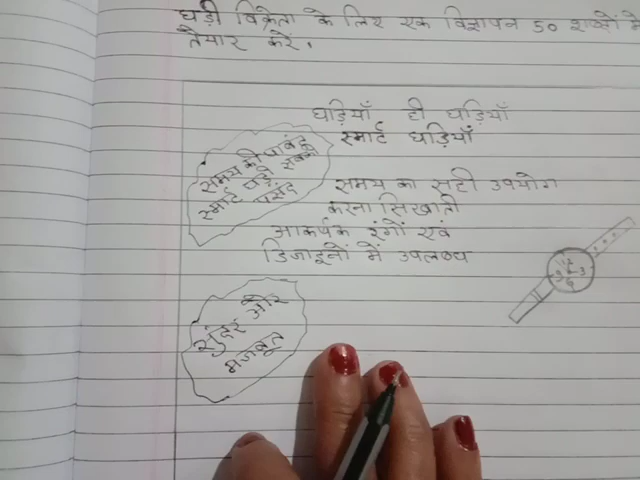 घड़ी विक्रेता के लिए एक विज्ञापन 50 शब्दों में
तैयार करें.
घड़ियाँ ही घड़ियाँ
स्मार्ट घड़ियाँ
समय की पाबंद
स्मार्ट घड़ी सबकी
पसंद
समय का सही उपयोग
करना सिखाती
आकर्षक रंगों एवं
डिजाइनों में उपलब्ध
सुंदर और
मजबूत